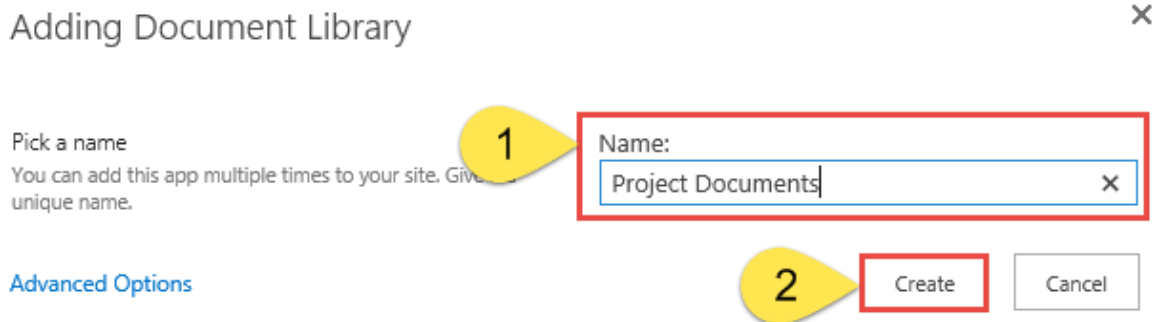 Adding Document Library
Pick a name
You can add this app multiple times to your site. Give
unique name.
1
Name:
Project Documents
Advanced Options
2
Create
Cancel